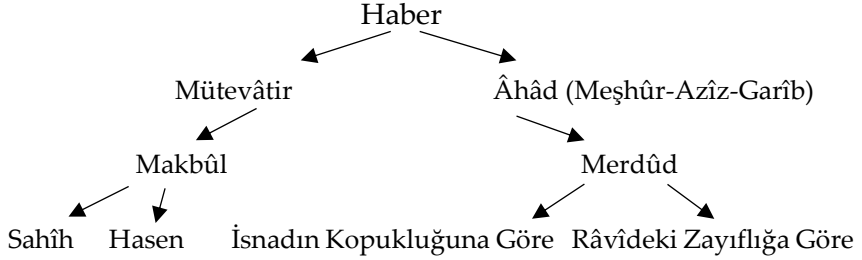 Haber
Mütevâtir Âhâd (Meşhûr-Azîz-Garîb)
Makbûl Merdûd
Sahîh Hasen İsnadın Kopukluğuna Göre Râvîdeki Zayıflığa Göre